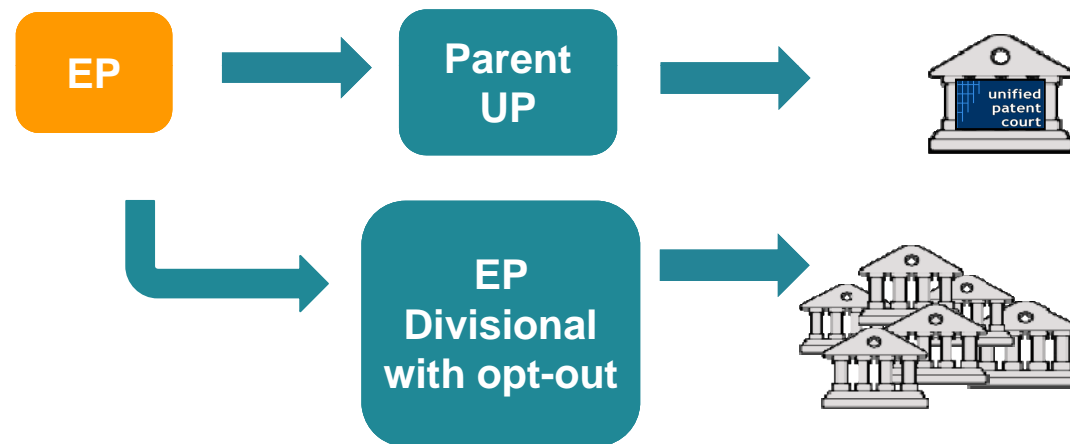 EP
Parent
UP
unified
patent
court
EP
Divisional
with opt-out